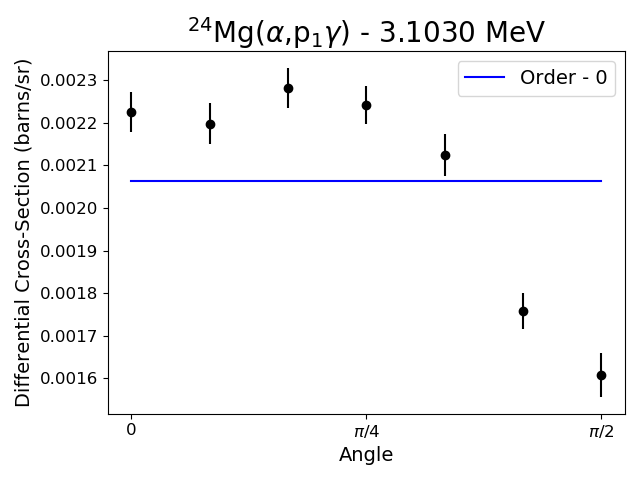 ²⁴Mg(α,p₁γ) - 3.1030 MeV
Order - 0
Differential Cross-Section (barns/sr)
0.0023
0.0022
0.0021
0.0020
0.0019
0.0018
0.0017
0.0016
0
π/4
π/2
Angle